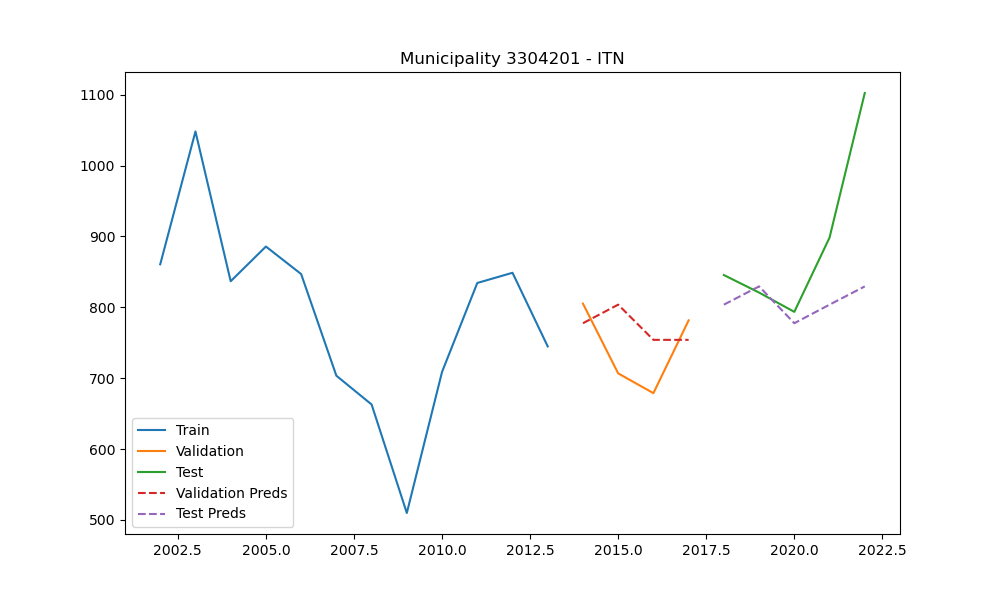 Municipality 3304201 - ITN
1100
1000
900
800
700
600
500
Train
Validation
Test
Validation Preds
Test Preds
2002.5 2005.0 2007.5 2010.0 2012.5 2015.0 2017.5 2020.0 2022.5